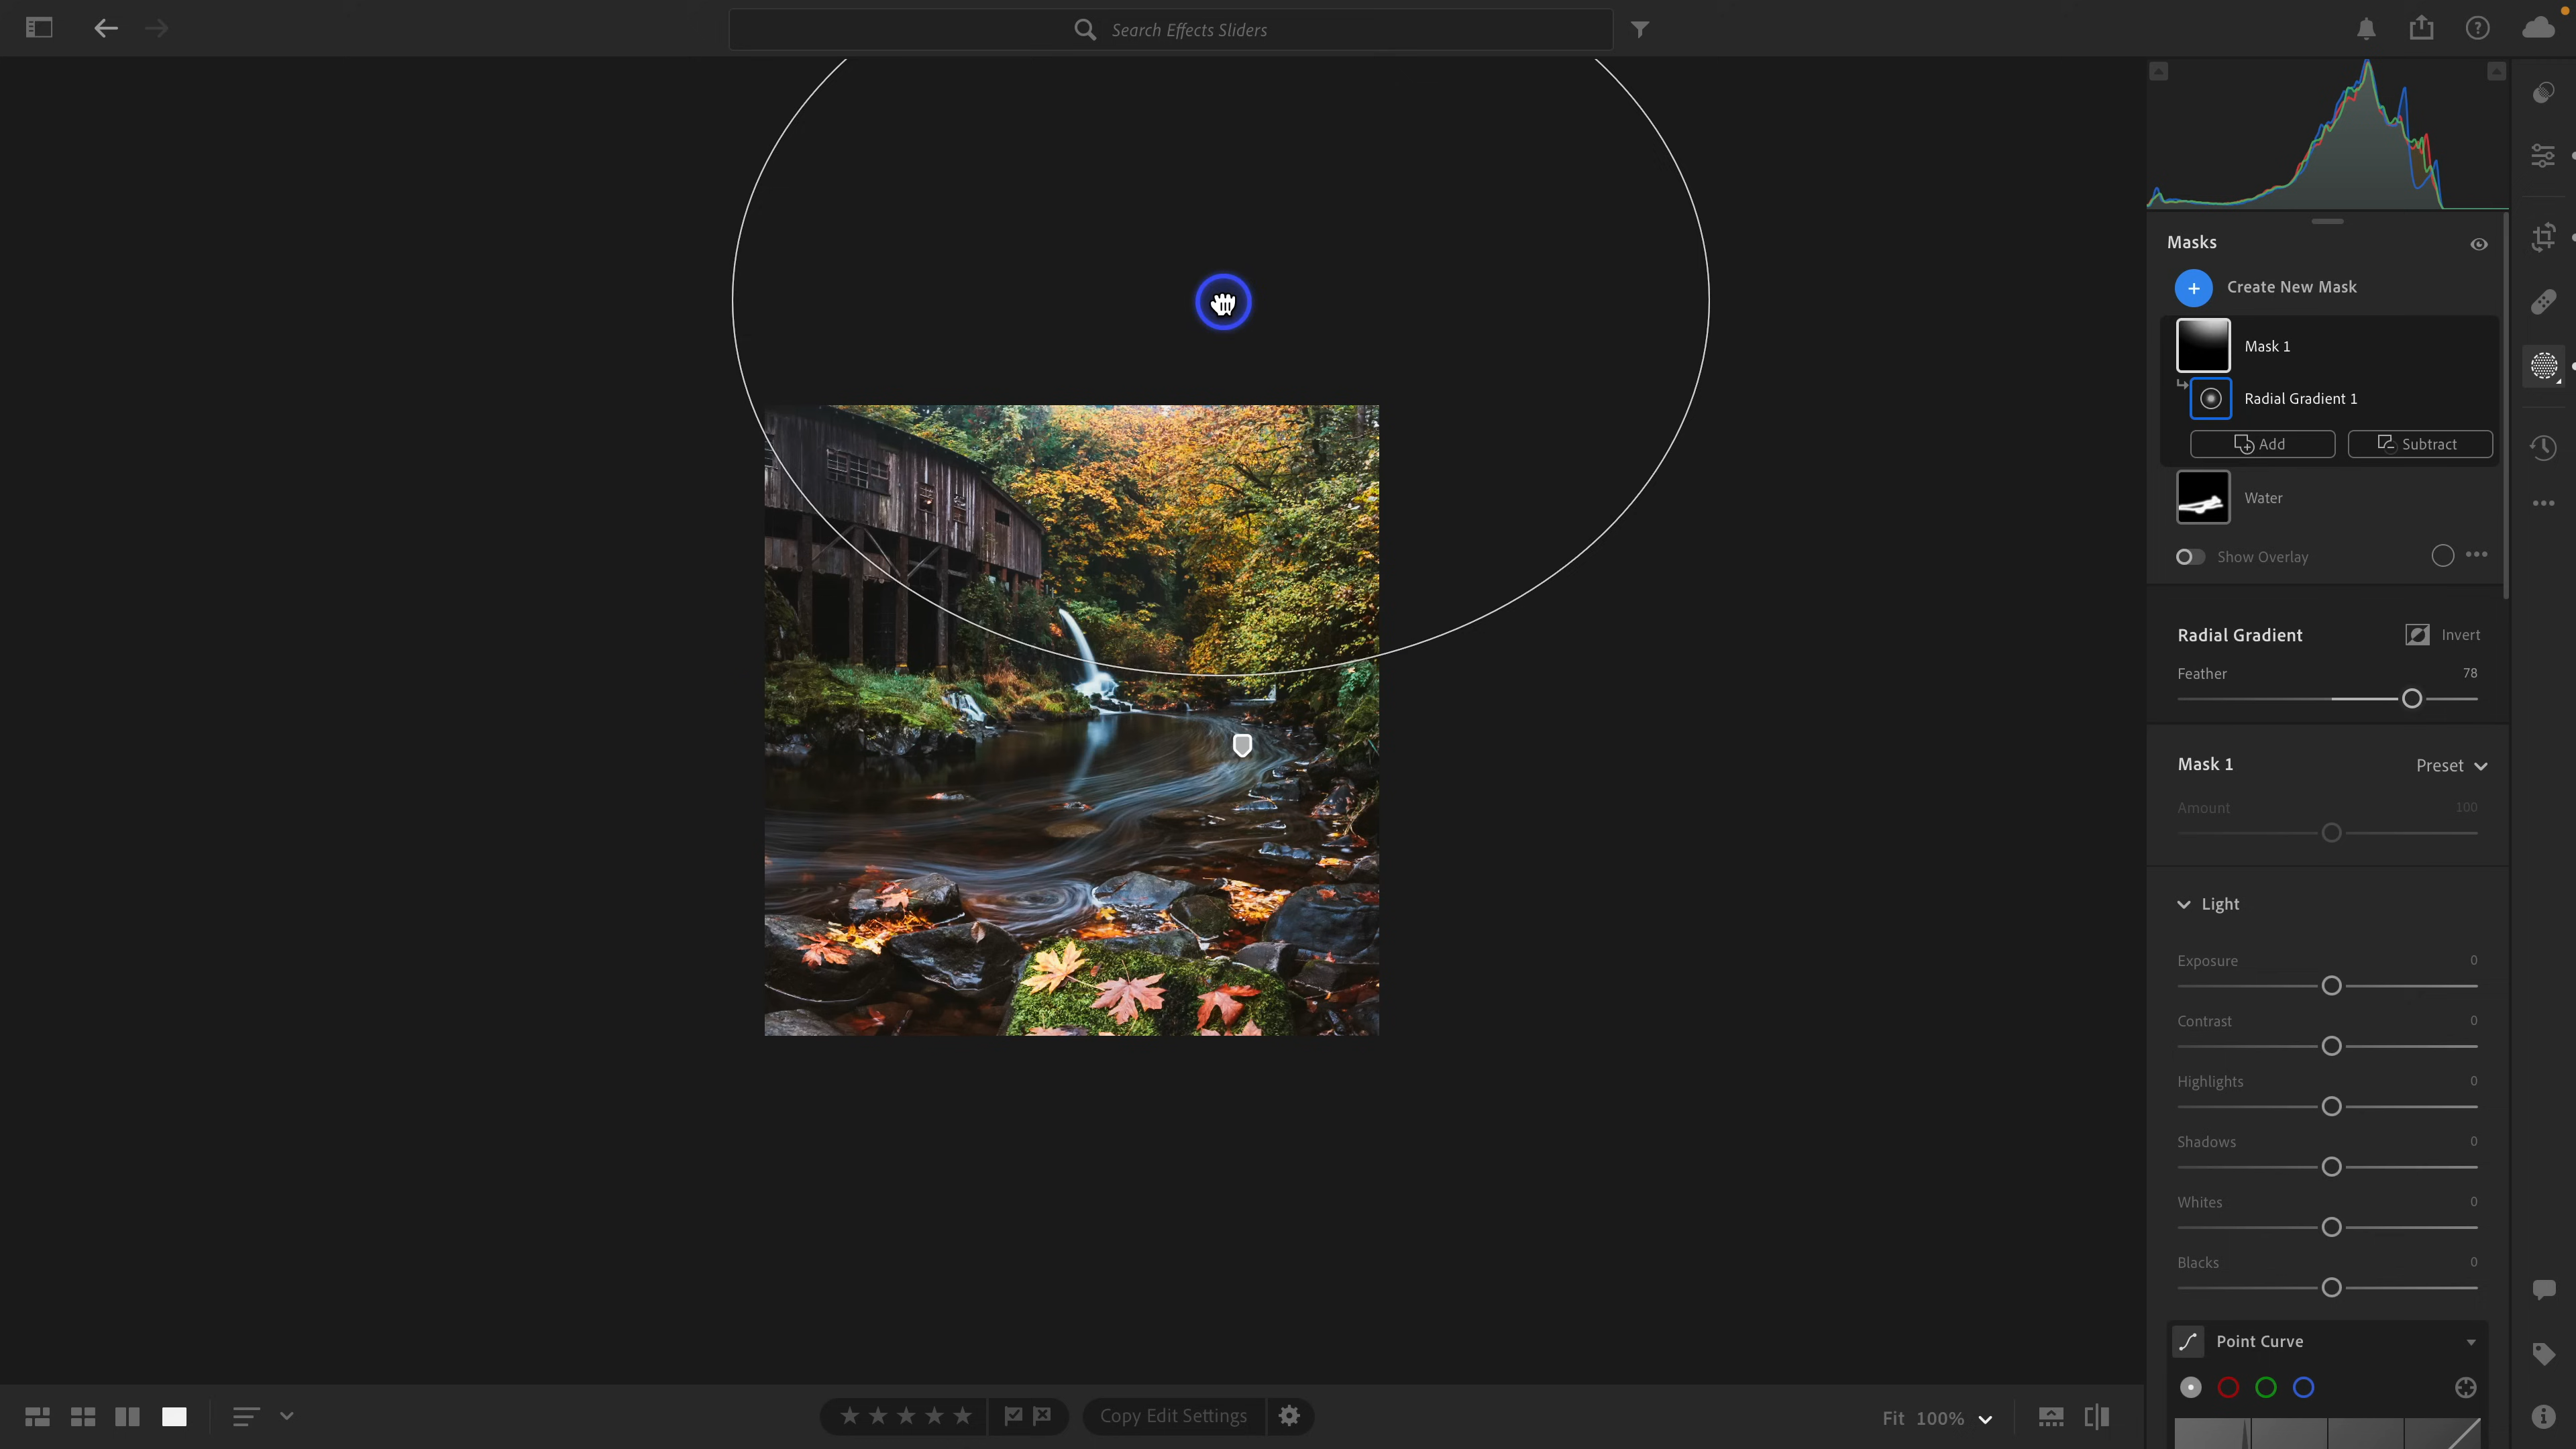 Search Effects Sliders
Masks
Create New Mask
Mask 1
Radial Gradient 1
Add
Subtract
Water
Show Overlay
Radial Gradient
Invert
Feather
78
Mask 1
Preset
Amount
100
Light
Exposure
0
Contrast
0
Highlights
0
Shadows
0
Whites
0
Blacks
0
Point Curve
Copy Edit Settings
Fit 100%